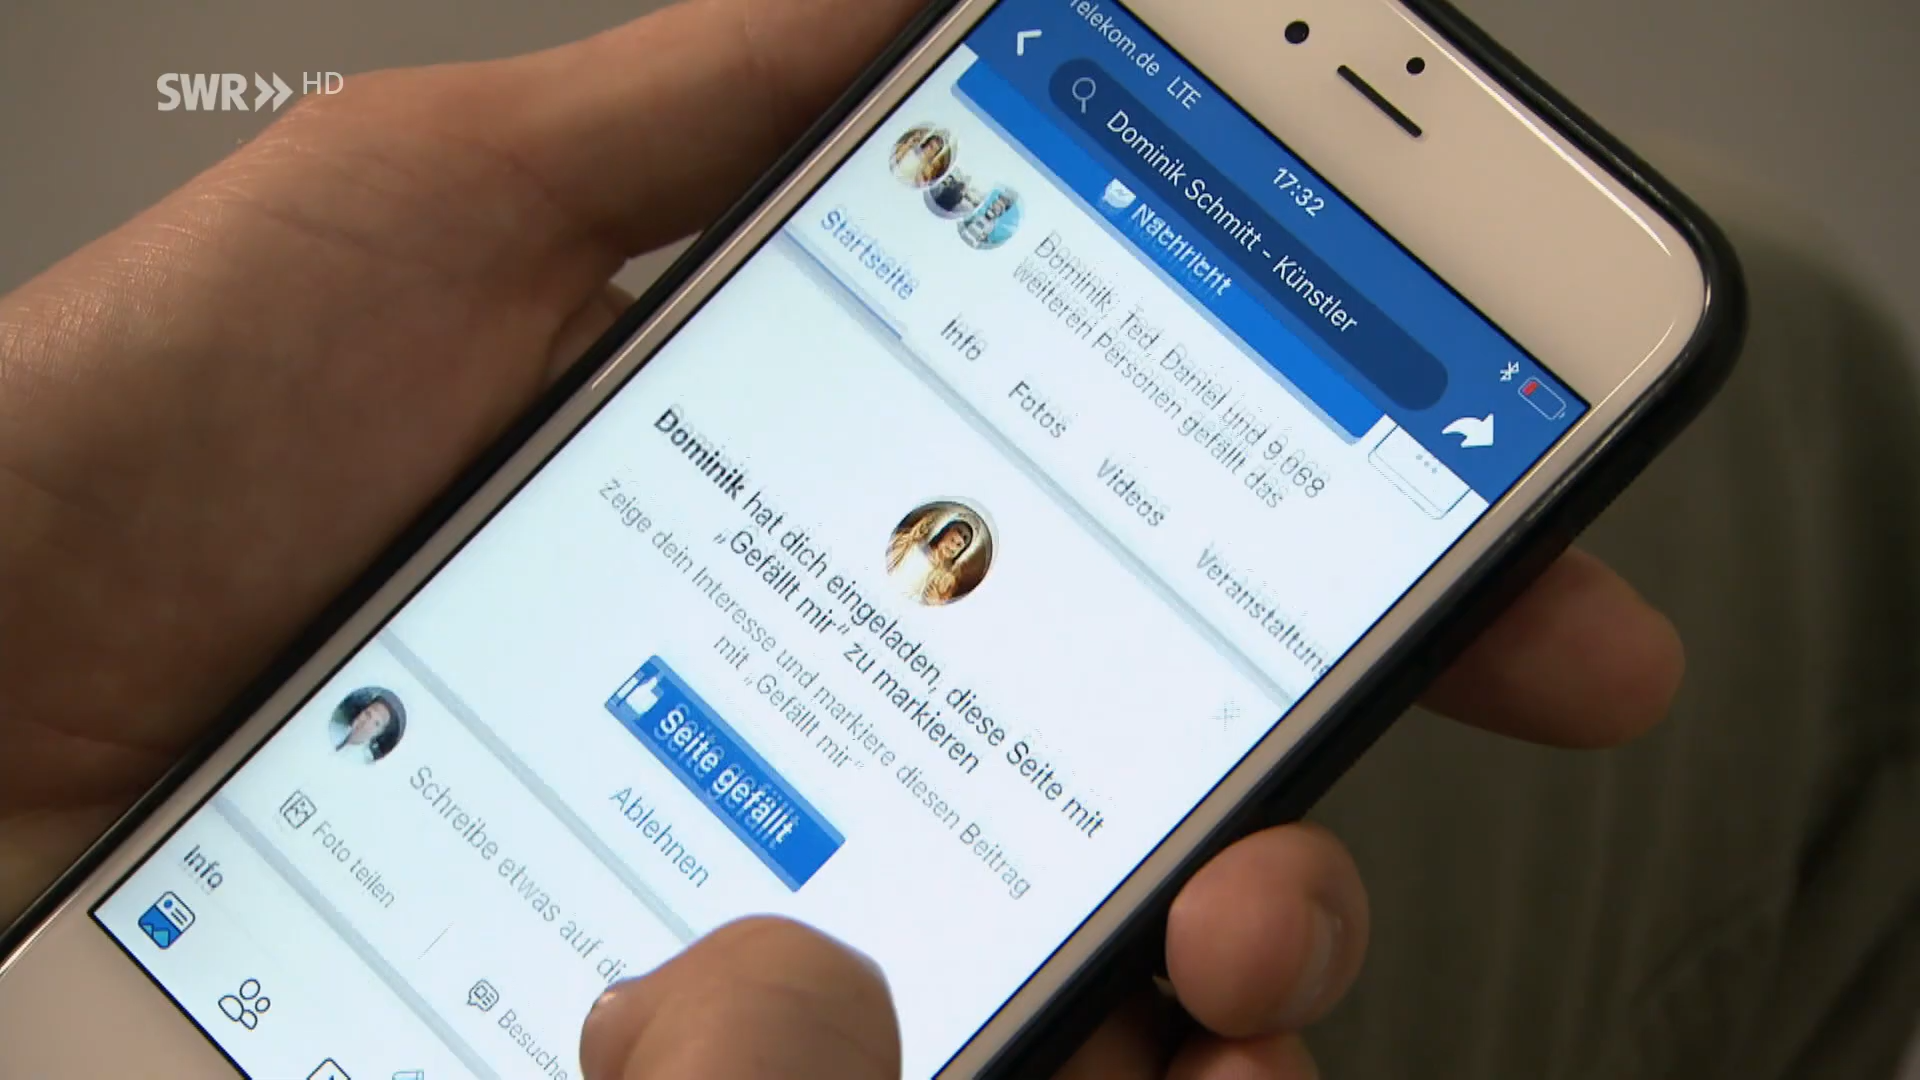 SWR HD
Telekom.de LTE 17:32
Dominik Schmitt - Künstler
Nachricht
Dominik, Ted, Daniel und 9.068
weiteren Personen gefällt das
Startseite Info Fotos Videos Veranstaltung
Dominik hat dich eingeladen, diese Seite mit
„Gefällt mir“ zu markieren
Zeige dein Interesse und markiere diesen Beitrag
mit „Gefällt mir“
Seite gefällt
Ablehnen
Schreibe etwas auf di
Foto teilen
Besuche
Info